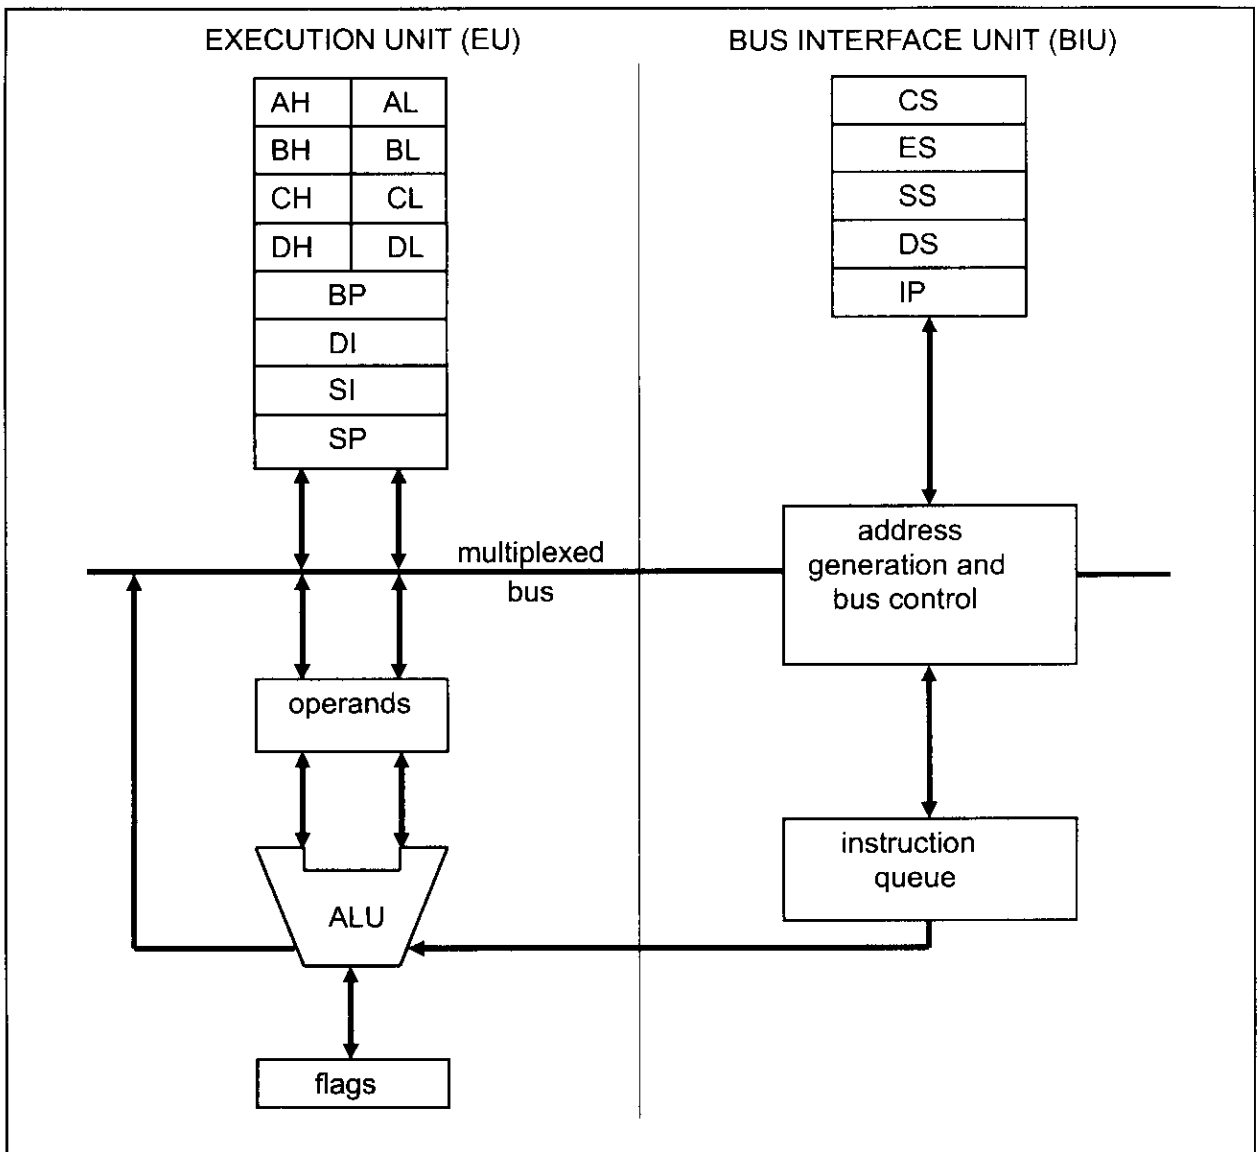 EXECUTION UNIT (EU)
BUS INTERFACE UNIT (BIU)
AH AL
BH BL
CH CL
DH DL
BP
DI
SI
SP
CS
ES
SS
DS
IP
multiplexed
bus
address
generation and
bus control
operands
instruction
queue
ALU
flags